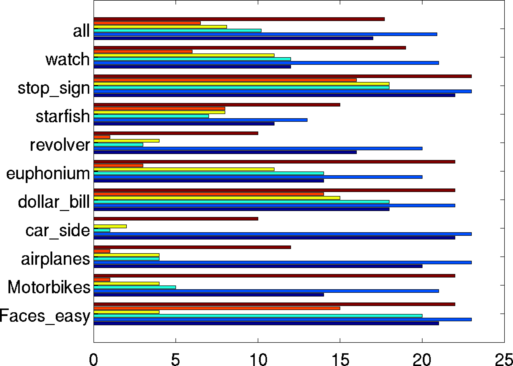 all
watch
stop_sign
starfish
revolver
euphonium
dollar_bill
car_side
airplanes
Motorbikes
Faces_easy
0 5 10 15 20 25